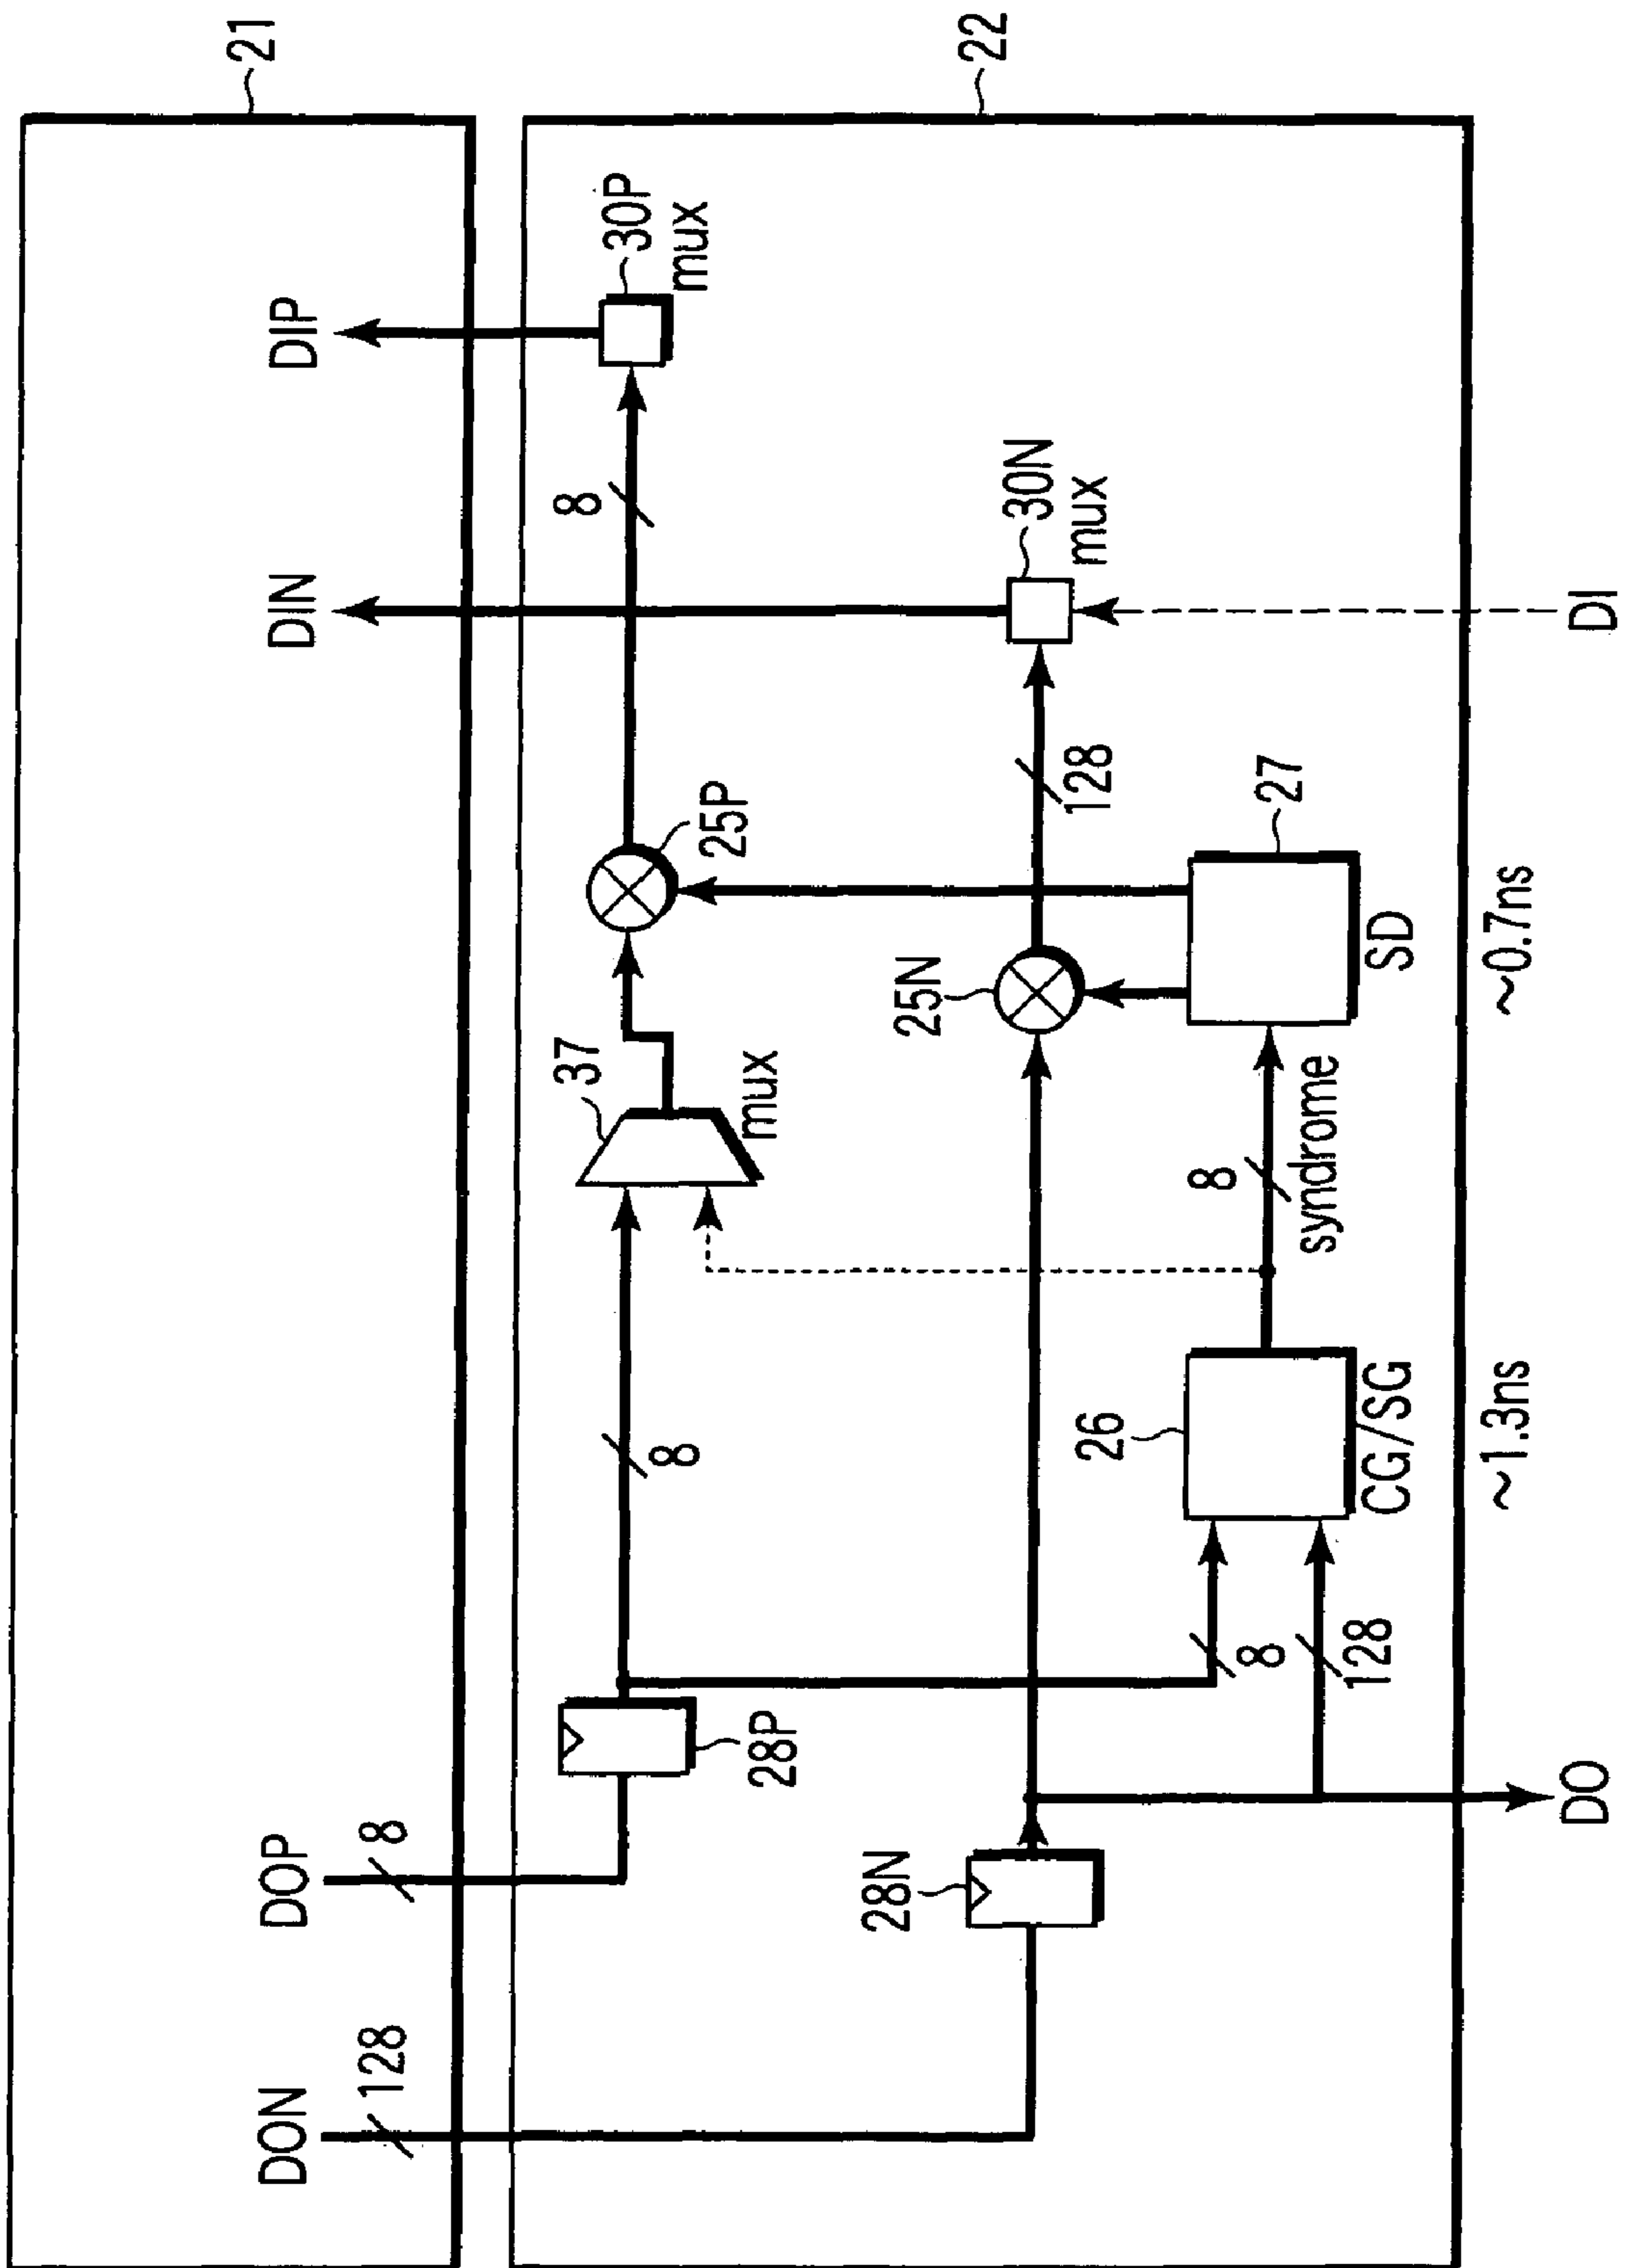 21
22
DIP
30P
mux
DIN
8
30N
mux
DI
25P
128
27
25N
SD
~0.7ns
37
mux
8
syndrome
8
26
CG/SG
~1.3ns
8
128
28P
DOP
8
28N
DO
DON
128